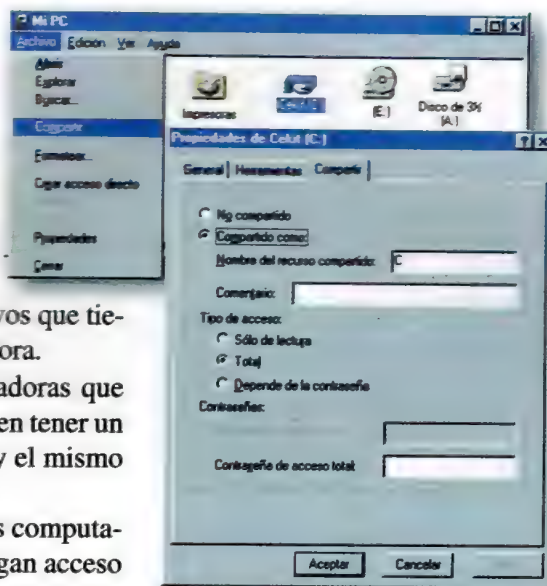 Mi PC
Archivo Edición Ver Ayuda
Abrir
Explorar
Buscar...
Compartir
Formatear...
Crear acceso directo
Propiedades
Cerrar
Impresoras
(E:)
Disco de 3½
(A:)
Propiedades de Celut (C:)
General Herramientas Compartir
No compartido
Compartido como:
Nombre del recurso compartido: C
Comentario:
Tipo de acceso:
Sólo de lectura
Total
Depende de la contraseña
Contraseñas:
Contraseña de acceso total:
Aceptar Cancelar
vos que tie-
ora.
adoras que
en tener un
y el mismo
s computa-
gan acceso